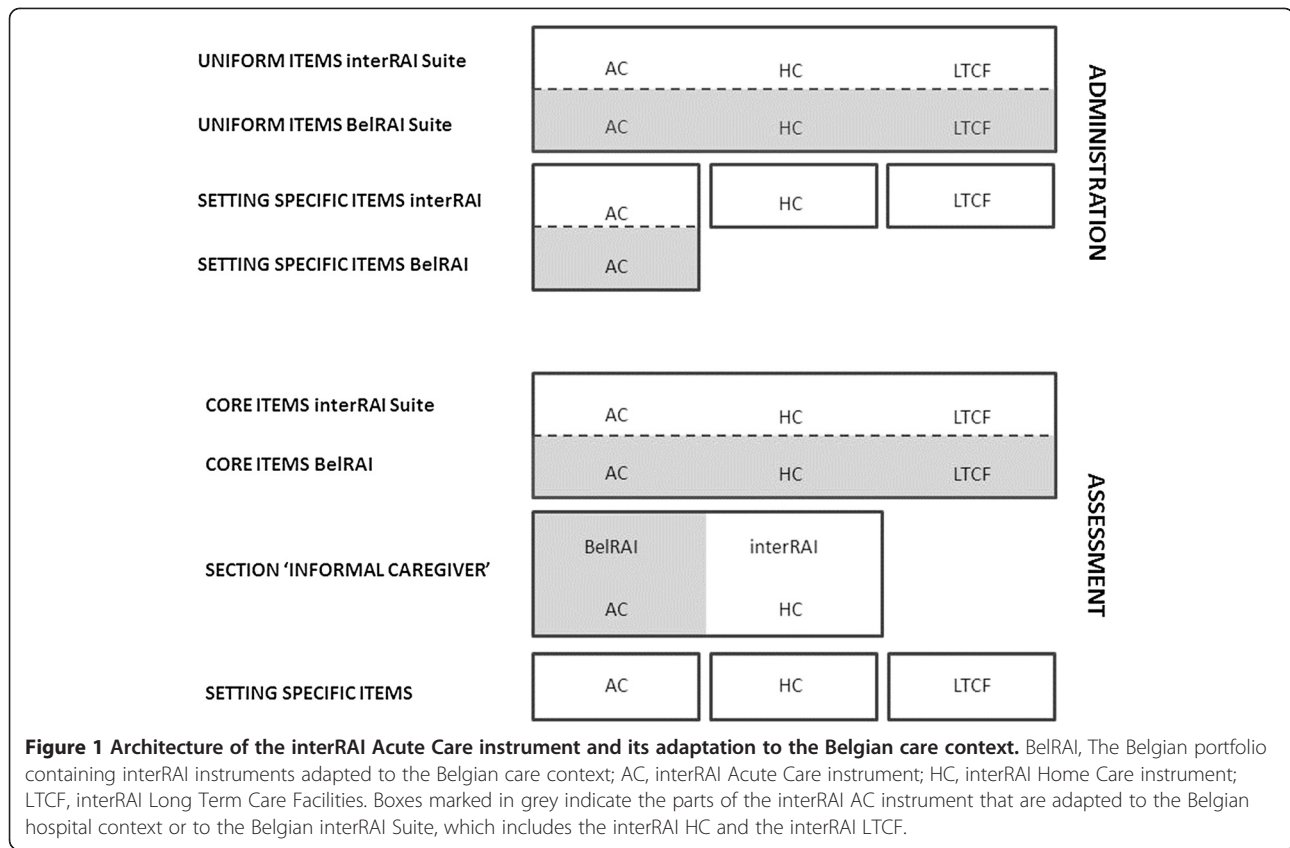 UNIFORM ITEMS interRAI Suite
AC HC LTCF
UNIFORM ITEMS BelRAI Suite
AC HC LTCF
SETTING SPECIFIC ITEMS interRAI
AC HC LTCF
SETTING SPECIFIC ITEMS BelRAI
AC
ADMINISTRATION
CORE ITEMS interRAI Suite
AC HC LTCF
CORE ITEMS BelRAI
AC HC LTCF
BelRAI interRAI
SECTION ‘INFORMAL CAREGIVER’
AC HC
SETTING SPECIFIC ITEMS
AC HC LTCF
ASSESSMENT
Figure 1 Architecture of the interRAI Acute Care instrument and its adaptation to the Belgian care context. BelRAI, The Belgian portfolio
containing interRAI instruments adapted to the Belgian care context; AC, interRAI Acute Care instrument; HC, interRAI Home Care instrument;
LTCF, interRAI Long Term Care Facilities. Boxes marked in grey indicate the parts of the interRAI AC instrument that are adapted to the Belgian
hospital context or to the Belgian interRAI Suite, which includes the interRAI HC and the interRAI LTCF.